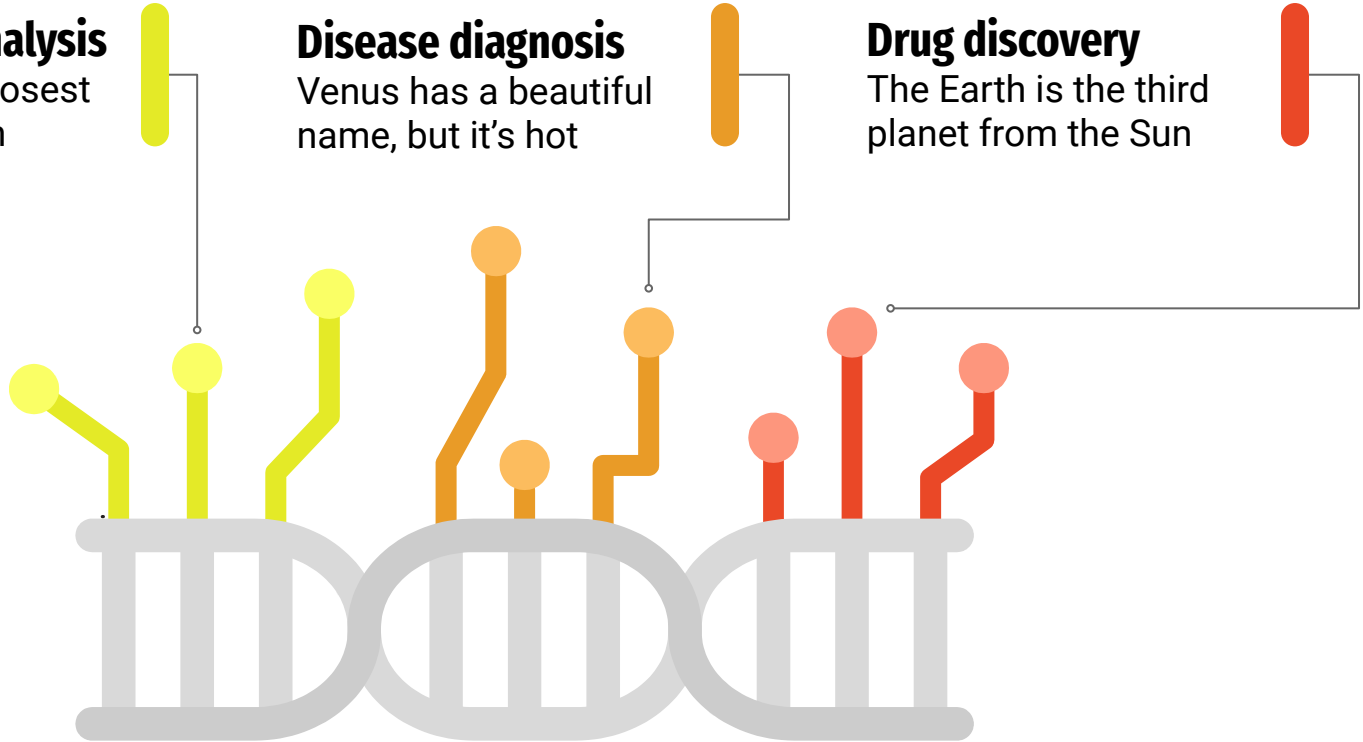 nalysis
osest
n
Disease diagnosis
Venus has a beautiful
name, but it’s hot
Drug discovery
The Earth is the third
planet from the Sun